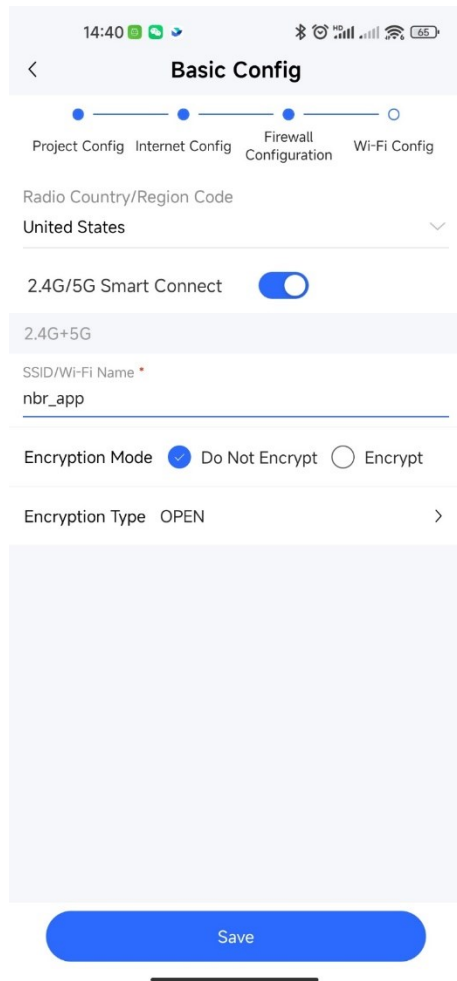 14:40 HD 65
Basic Config
Project Config Internet Config Firewall Configuration Wi-Fi Config
Radio Country/Region Code
United States
2.4G/5G Smart Connect
2.4G+5G
SSID/Wi-Fi Name *
nbr_app
Encryption Mode Do Not Encrypt Encrypt
Encryption Type OPEN
Save